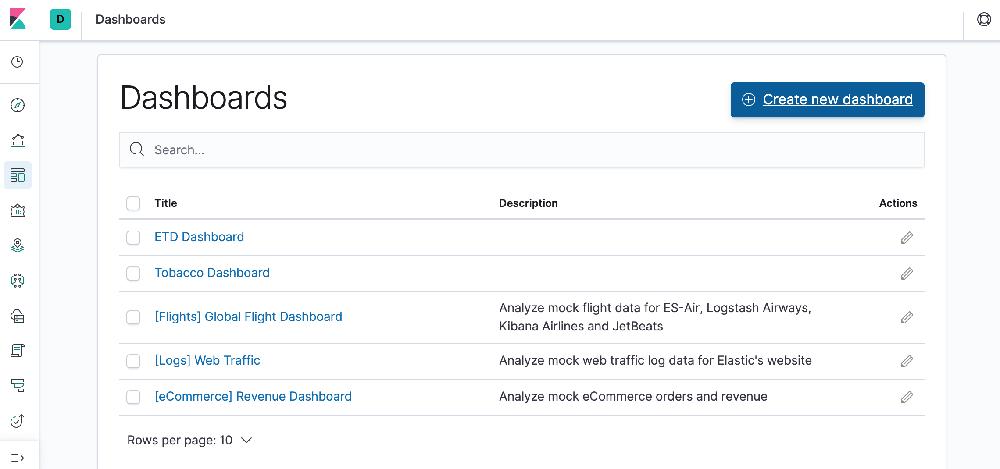 D
Dashboards
Dashboards
Create new dashboard
Search...
Title Description Actions
ETD Dashboard
Tobacco Dashboard
[Flights] Global Flight Dashboard
Analyze mock flight data for ES-Air, Logstash Airways,
Kibana Airlines and JetBeats
[Logs] Web Traffic
Analyze mock web traffic log data for Elastic's website
[eCommerce] Revenue Dashboard
Analyze mock eCommerce orders and revenue
Rows per page: 10